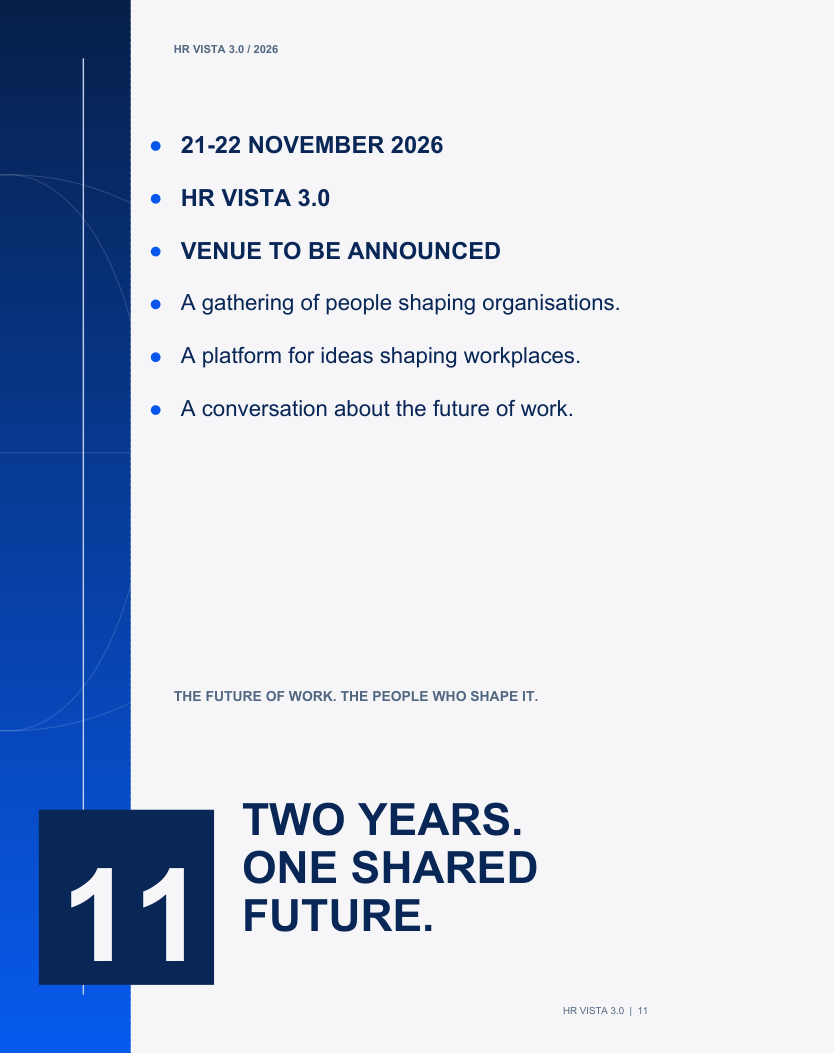 HR VISTA 3.0 / 2026
21-22 NOVEMBER 2026
HR VISTA 3.0
VENUE TO BE ANNOUNCED
A gathering of people shaping organisations.
A platform for ideas shaping workplaces.
A conversation about the future of work.
THE FUTURE OF WORK. THE PEOPLE WHO SHAPE IT.
11
TWO YEARS.
ONE SHARED
FUTURE.
HR VISTA 3.0 | 11